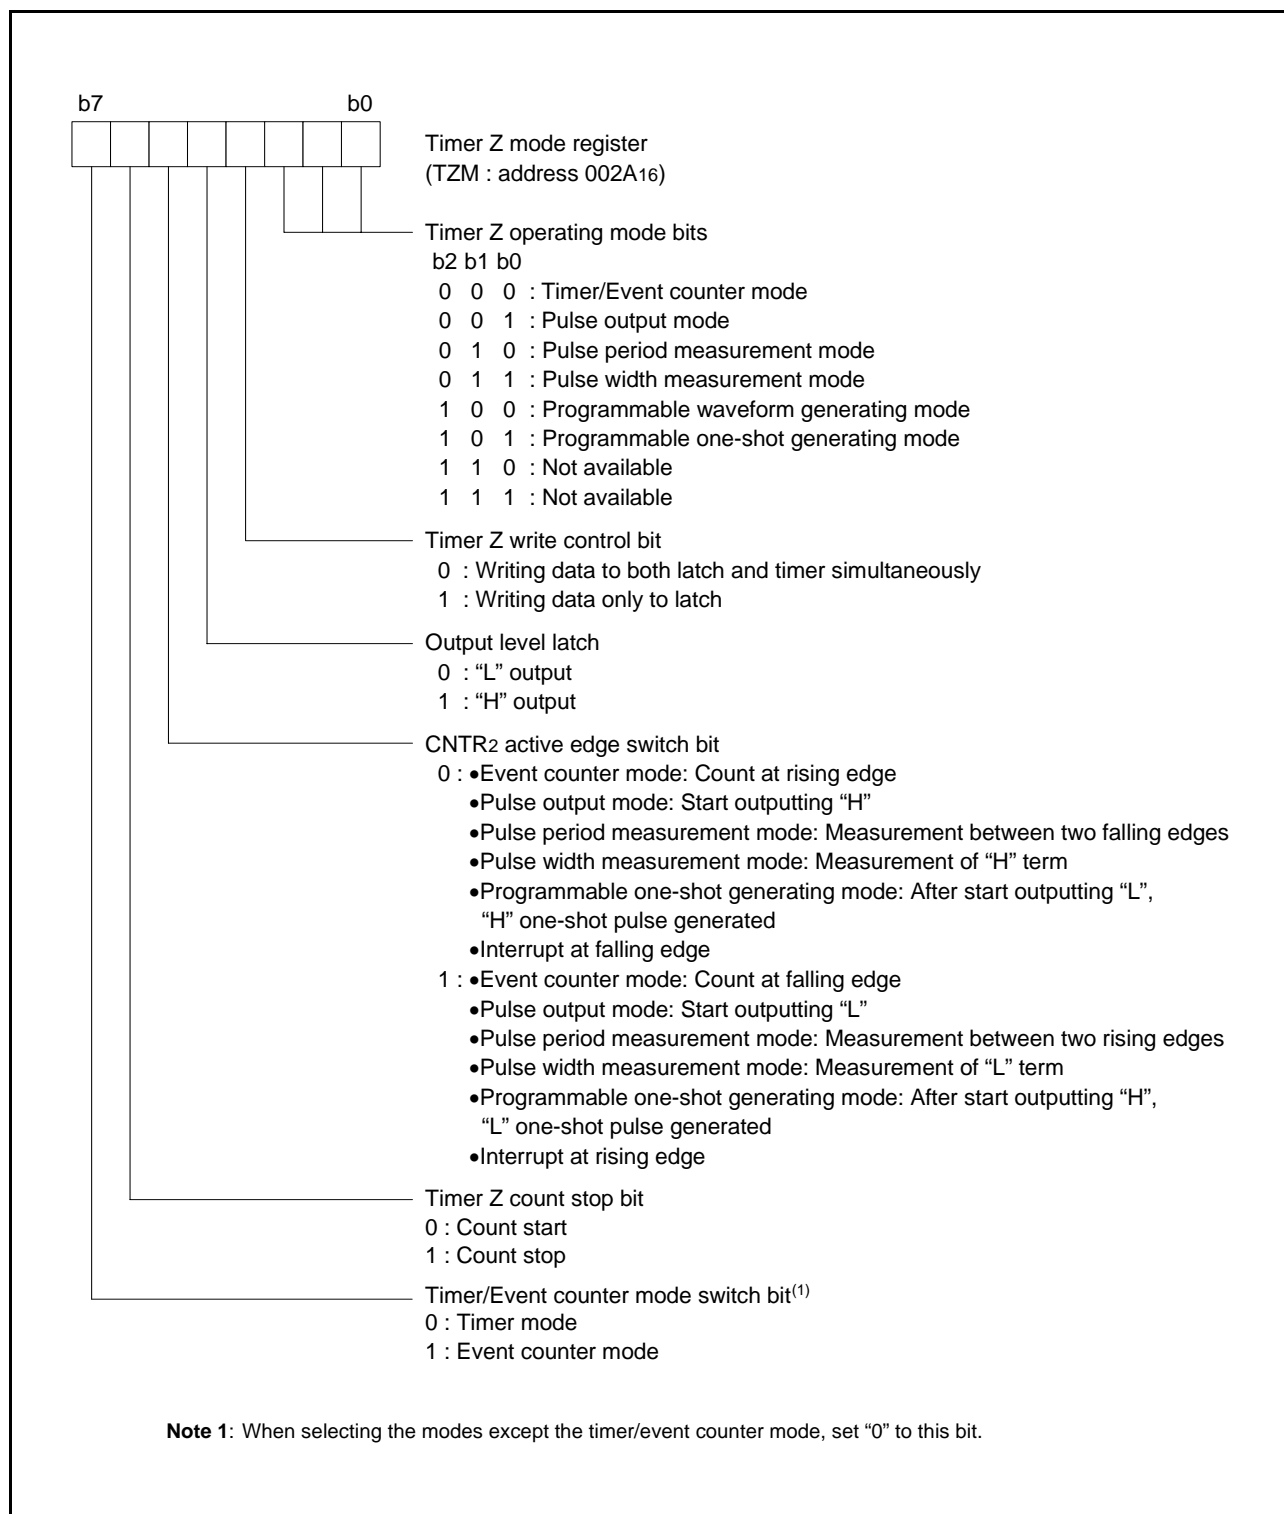 b7 b0
Timer Z mode register
(TZM : address 002A16)
Timer Z operating mode bits
b2 b1 b0
0 0 0 : Timer/Event counter mode
0 0 1 : Pulse output mode
0 1 0 : Pulse period measurement mode
0 1 1 : Pulse width measurement mode
1 0 0 : Programmable waveform generating mode
1 0 1 : Programmable one-shot generating mode
1 1 0 : Not available
1 1 1 : Not available
Timer Z write control bit
0 : Writing data to both latch and timer simultaneously
1 : Writing data only to latch
Output level latch
0 : “L” output
1 : “H” output
CNTR2 active edge switch bit
0 : •Event counter mode: Count at rising edge
•Pulse output mode: Start outputting “H”
•Pulse period measurement mode: Measurement between two falling edges
•Pulse width measurement mode: Measurement of “H” term
•Programmable one-shot generating mode: After start outputting “L”,
“H” one-shot pulse generated
•Interrupt at falling edge
1 : •Event counter mode: Count at falling edge
•Pulse output mode: Start outputting “L”
•Pulse period measurement mode: Measurement between two rising edges
•Pulse width measurement mode: Measurement of “L” term
•Programmable one-shot generating mode: After start outputting “H”,
“L” one-shot pulse generated
•Interrupt at rising edge
Timer Z count stop bit
0 : Count start
1 : Count stop
Timer/Event counter mode switch bit(1)
0 : Timer mode
1 : Event counter mode
Note 1: When selecting the modes except the timer/event counter mode, set “0” to this bit.